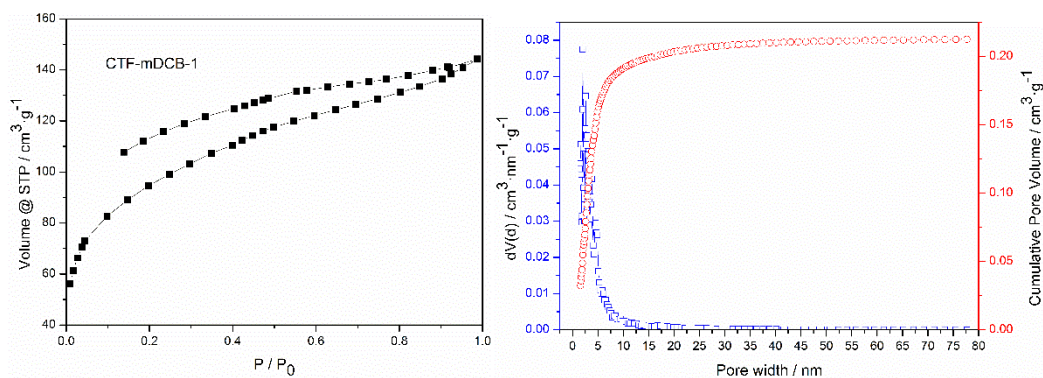 160
140
120
100
80
60
40
Volume @ STP / cm³·g⁻¹
CTF-mDCB-1
0.0 0.2 0.4 0.6 0.8 1.0
P / P₀
0.08
0.07
0.06
0.05
0.04
0.03
0.02
0.01
0.00
dV(d) / cm³·nm⁻¹·g⁻¹
0 5 10 15 20 25 30 35 40 45 50 55 60 65 70 75 80
Pore width / nm
0.20
0.15
0.10
0.05
0.00
Cumulative Pore Volume / cm³·g⁻¹